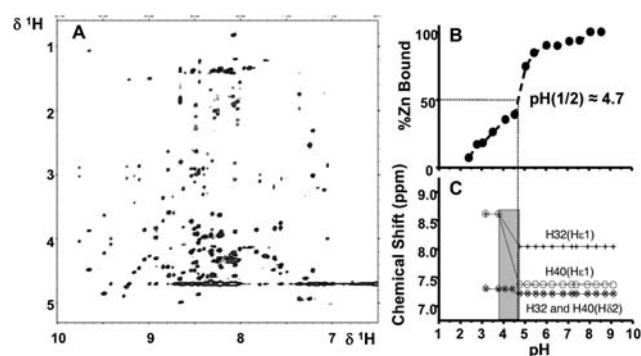 δ ¹H
A
1
2
3
4
5
10 9 8 7
δ ¹H
B
%Zn Bound
100
50
0
pH(1/2) ≈ 4.7
C
Chemical Shift (ppm)
9.0
8.5
8.0
7.5
7.0
H32(Hε1)
H40(Hε1)
H32 and H40(Hδ2)
1 2 3 4 5 6 7 8 9 10
pH